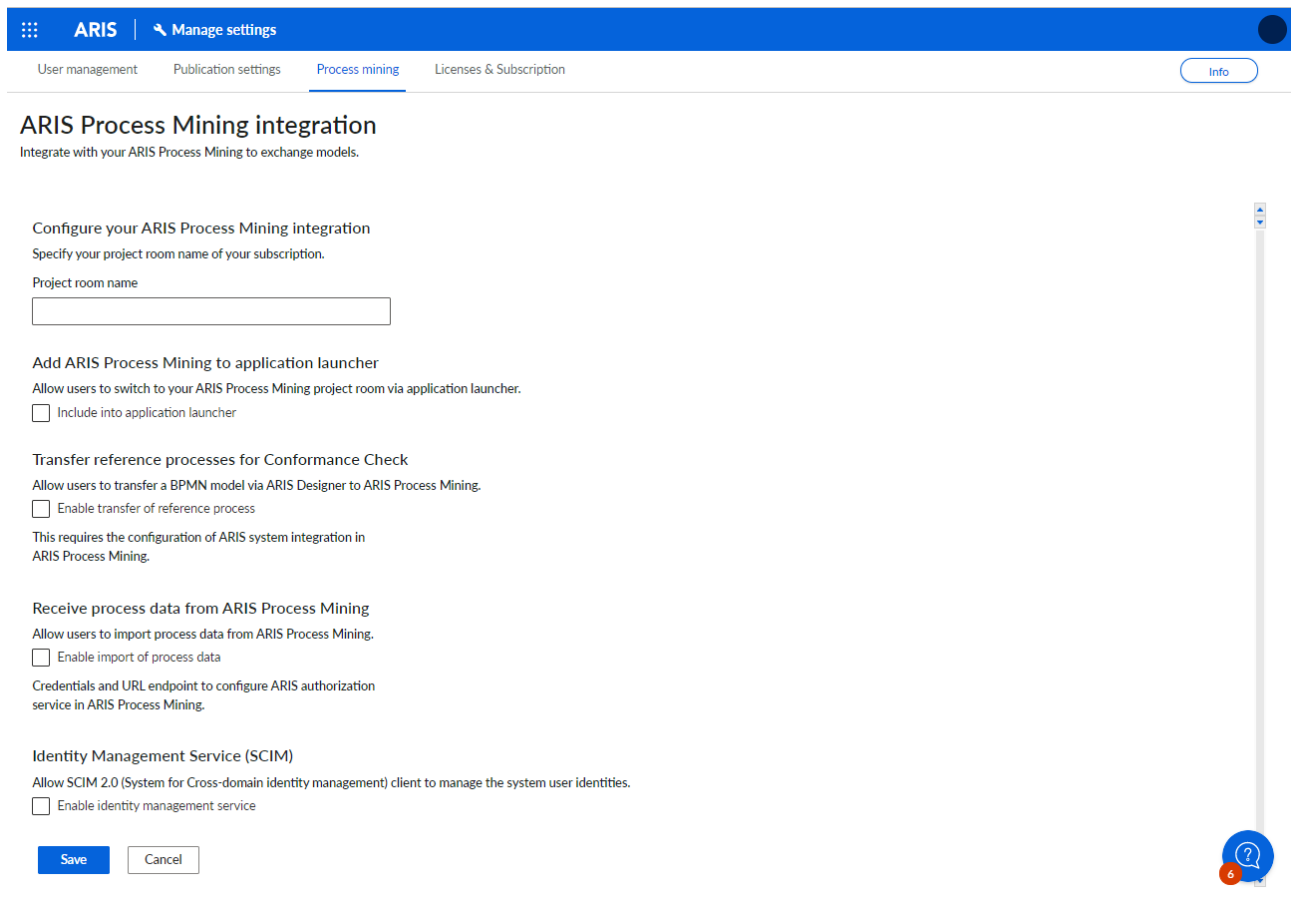 ARIS
Manage settings
User management
Publication settings
Process mining
Licenses & Subscription
Info
ARIS Process Mining integration
Integrate with your ARIS Process Mining to exchange models.
Configure your ARIS Process Mining integration
Specify your project room name of your subscription.
Project room name
Add ARIS Process Mining to application launcher
Allow users to switch to your ARIS Process Mining project room via application launcher.
Include into application launcher
Transfer reference processes for Conformance Check
Allow users to transfer a BPMN model via ARIS Designer to ARIS Process Mining.
Enable transfer of reference process
This requires the configuration of ARIS system integration in
ARIS Process Mining.
Receive process data from ARIS Process Mining
Allow users to import process data from ARIS Process Mining.
Enable import of process data
Credentials and URL endpoint to configure ARIS authorization
service in ARIS Process Mining.
Identity Management Service (SCIM)
Allow SCIM 2.0 (System for Cross-domain identity management) client to manage the system user identities.
Enable identity management service
Save
Cancel
?
6